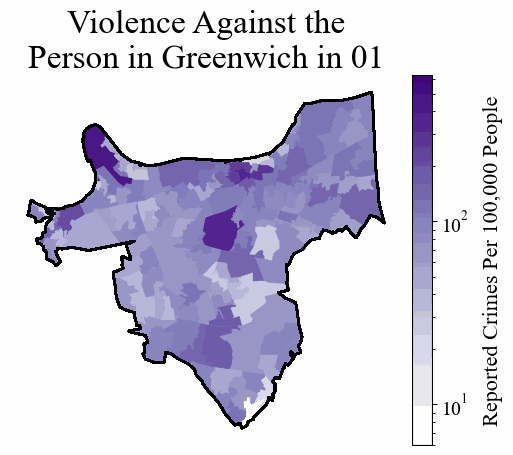 Violence Against the
Person in Greenwich in 01
10²
10¹
Reported Crimes Per 100,000 People